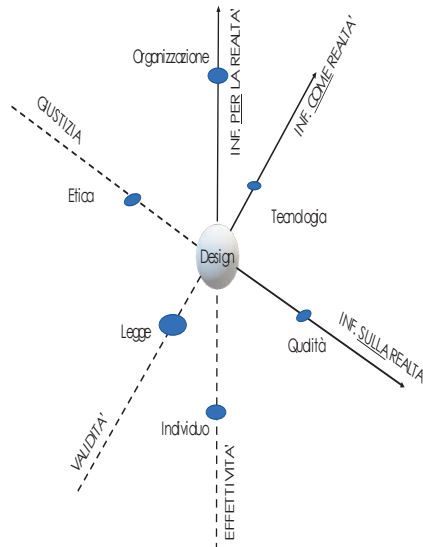 Organizzazione
INF. PER LA REALTA'
INF. COME REALTA'
GIUSTIZIA
Etica
Tecnologia
Design
Legge
Qualità
INF. SULLA REALTA'
Individuo
VALIDITA'
EFFETTIVITA'